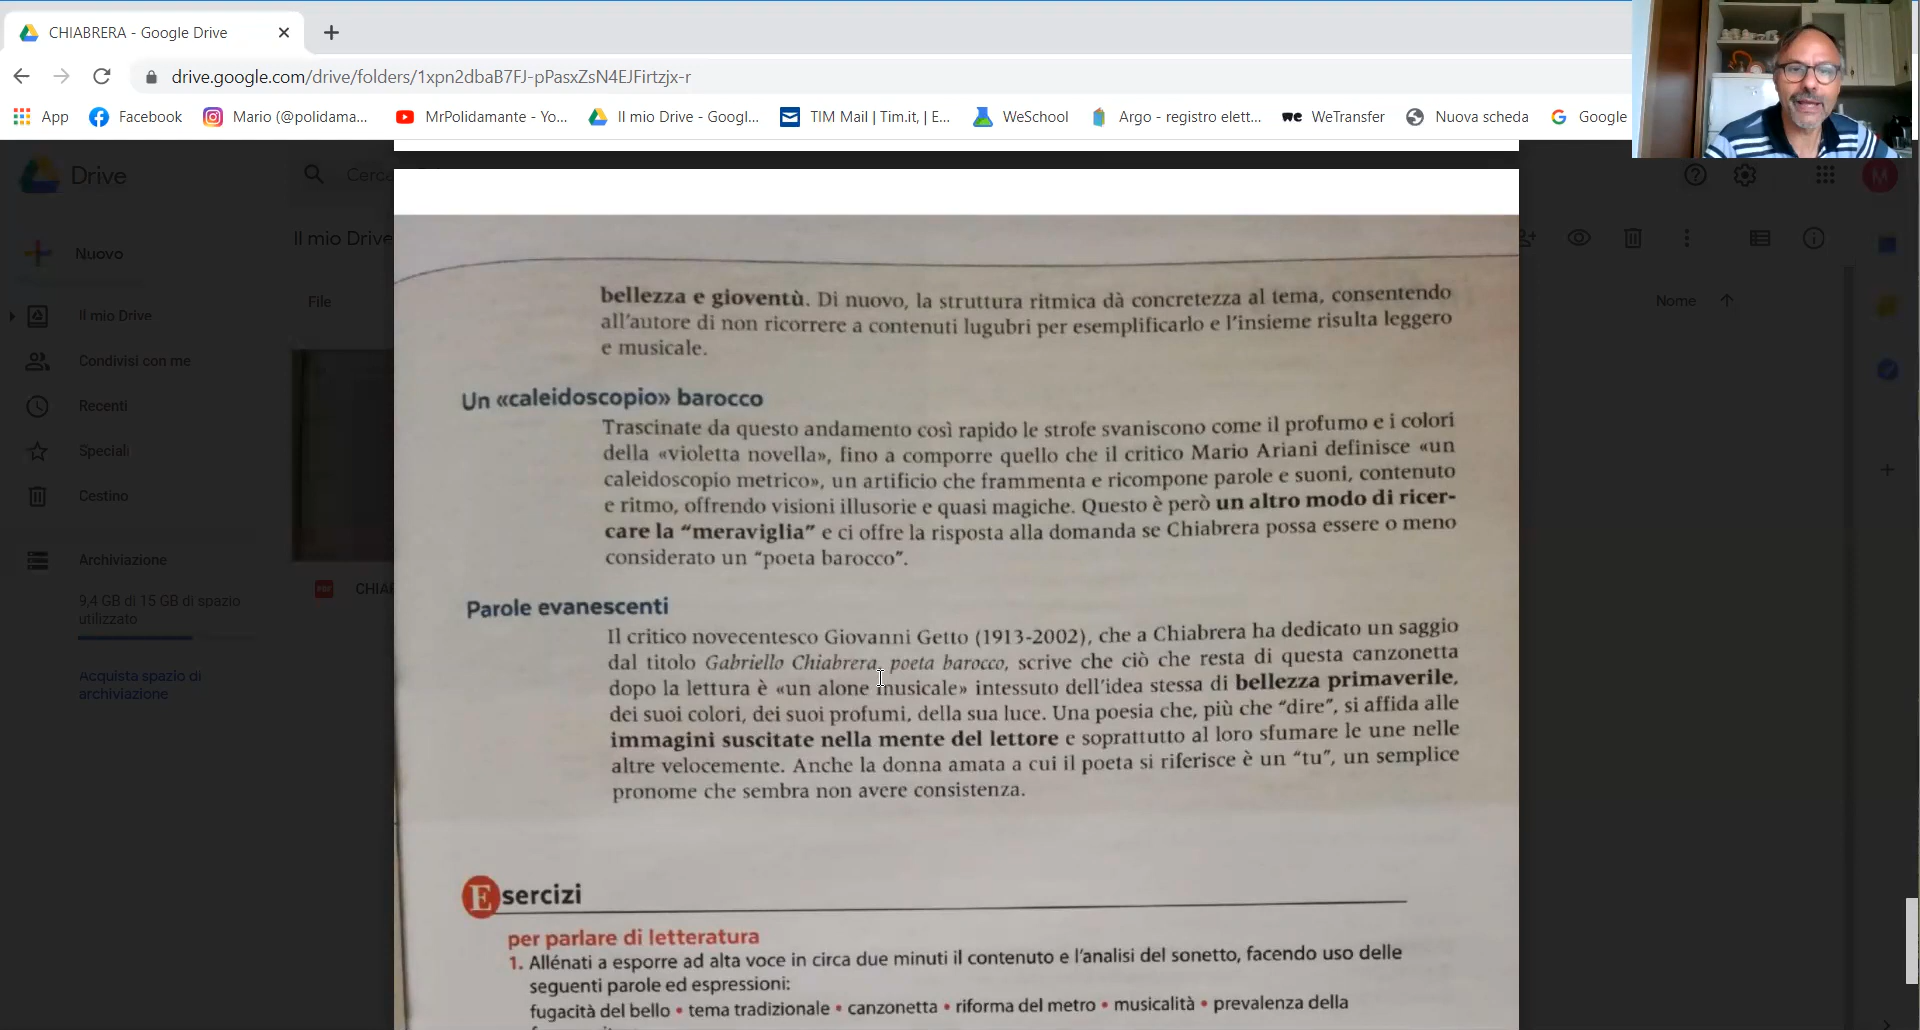 CHIABRERA - Google Drive
drive.google.com/drive/folders/1xpn2dbaB7FJ-pPasxZsN4EJFirtzjx-r
App Facebook Mario (@polidama... MrPolidamante - Yo... Il mio Drive - Googl... TIM Mail | Tim.it, | E... WeSchool Argo - registro elett... WeTransfer Nuova scheda Google
Drive
Cerca
M
Il mio Drive
Nuovo
File
Nome
Il mio Drive
Condivisi con me
Recenti
Speciali
Cestino
Archiviazione
9,4 GB di 15 GB di spazio
utilizzato
Acquista spazio di
archiviazione
PDF
CHIA
bellezza e gioventù. Di nuovo, la struttura ritmica dà concretezza al tema, consentendo
all'autore di non ricorrere a contenuti lugubri per esemplificarlo e l'insieme risulta leggero
e musicale.
Un «caleidoscopio» barocco
Trascinate da questo andamento così rapido le strofe svaniscono come il profumo e i colori
della «violetta novella», fino a comporre quello che il critico Mario Ariani definisce «un
caleidoscopio metrico», un artificio che frammenta e ricompone parole e suoni, contenuto
e ritmo, offrendo visioni illusorie e quasi magiche. Questo è però un altro modo di ricer-
care la "meraviglia" e ci offre la risposta alla domanda se Chiabrera possa essere o meno
considerato un "poeta barocco".
Parole evanescenti
Il critico novecentesco Giovanni Getto (1913-2002), che a Chiabrera ha dedicato un saggio
dal titolo Gabriello Chiabrera, poeta barocco, scrive che ciò che resta di questa canzonetta
dopo la lettura è «un alone musicale» intessuto dell'idea stessa di bellezza primaverile,
dei suoi colori, dei suoi profumi, della sua luce. Una poesia che, più che "dire", si affida alle
immagini suscitate nella mente del lettore e soprattutto al loro sfumare le une nelle
altre velocemente. Anche la donna amata a cui il poeta si riferisce è un "tu", un semplice
pronome che sembra non avere consistenza.
Esercizi
per parlare di letteratura
1. Allénati a esporre ad alta voce in circa due minuti il contenuto e l'analisi del sonetto, facendo uso delle
seguenti parole ed espressioni:
fugacità del bello • tema tradizionale • canzonetta • riforma del metro • musicalità • prevalenza della